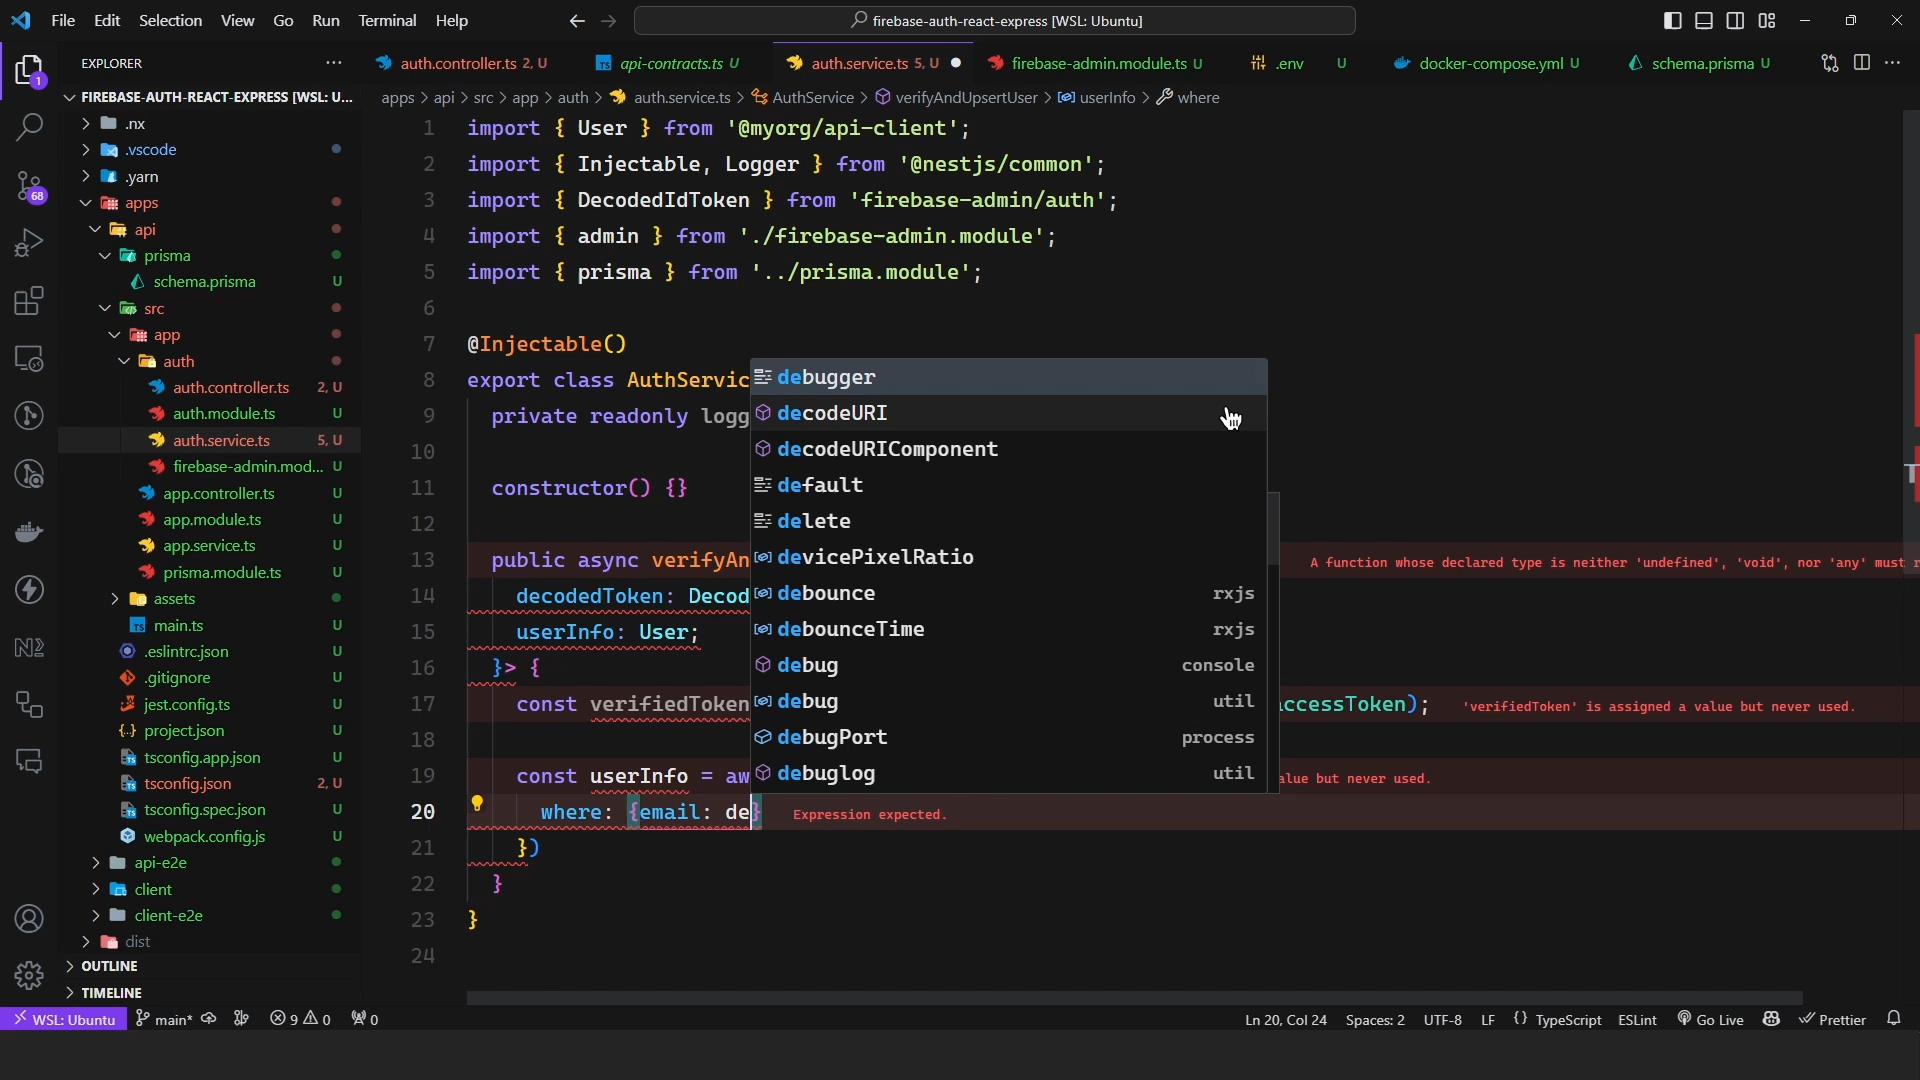 File Edit Selection View Go Run Terminal Help
firebase-auth-react-express [WSL: Ubuntu]
EXPLORER
auth.controller.ts 2, U
api-contracts.ts U
auth.service.ts 5, U
firebase-admin.module.ts U
.env U
docker-compose.yml U
schema.prisma U
FIREBASE-AUTH-REACT-EXPRESS [WSL: U...
apps > api > src > app > auth > auth.service.ts > AuthService > verifyAndUpsertUser > userInfo > where
.nx
.vscode
.yarn
apps
api
prisma
schema.prisma U
src
app
auth
auth.controller.ts 2, U
auth.module.ts U
auth.service.ts 5, U
firebase-admin.mod... U
app.controller.ts U
app.module.ts U
app.service.ts U
prisma.module.ts U
assets
main.ts U
.eslintrc.json U
.gitignore U
jest.config.ts U
project.json U
tsconfig.app.json U
tsconfig.json 2, U
tsconfig.spec.json U
webpack.config.js U
api-e2e
client
client-e2e
dist
OUTLINE
TIMELINE
1
68
1 import { User } from '@myorg/api-client';
2 import { Injectable, Logger } from '@nestjs/common';
3 import { DecodedIdToken } from 'firebase-admin/auth';
4 import { admin } from './firebase-admin.module';
5 import { prisma } from '../prisma.module';
6
7 @Injectable()
8 export class AuthServic
9 private readonly logg
10
11 constructor() {}
12
13 public async verifyAn A function whose declared type is neither 'undefined', 'void', nor 'any' must r
14 decodedToken: Decod
15 userInfo: User;
16 }> {
17 const verifiedToken ccessToken); 'verifiedToken' is assigned a value but never used.
18
19 const userInfo = aw alue but never used.
20 where: {email: de} Expression expected.
21 })
22 }
23 }
24
debugger
decodeURI
decodeURIComponent
default
delete
devicePixelRatio
debounce rxjs
debounceTime rxjs
debug console
debug util
debugPort process
debuglog util
WSL: Ubuntu main* 9 0 0
Ln 20, Col 24 Spaces: 2 UTF-8 LF {} TypeScript ESLint Go Live Prettier